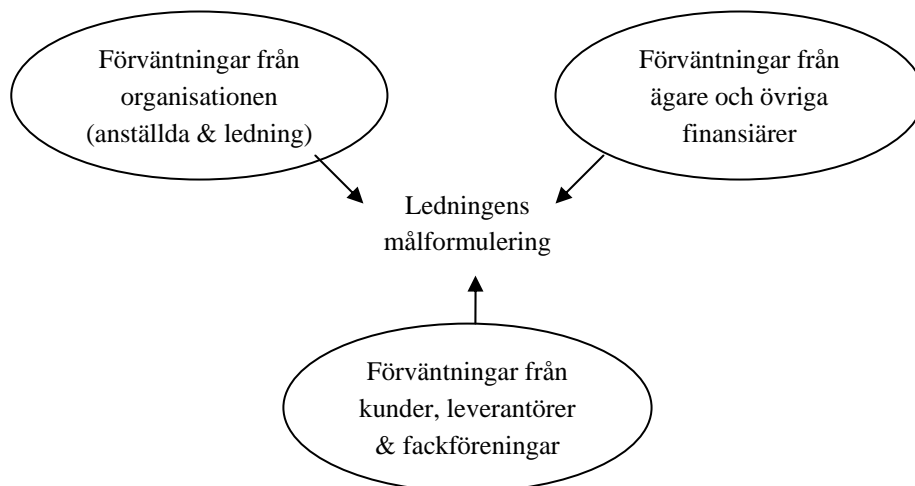 Förväntningar från
organisationen
(anställda & ledning)
Förväntningar från
ägare och övriga
finansiärer
Ledningens
målformulering
Förväntningar från
kunder, leverantörer
& fackföreningar